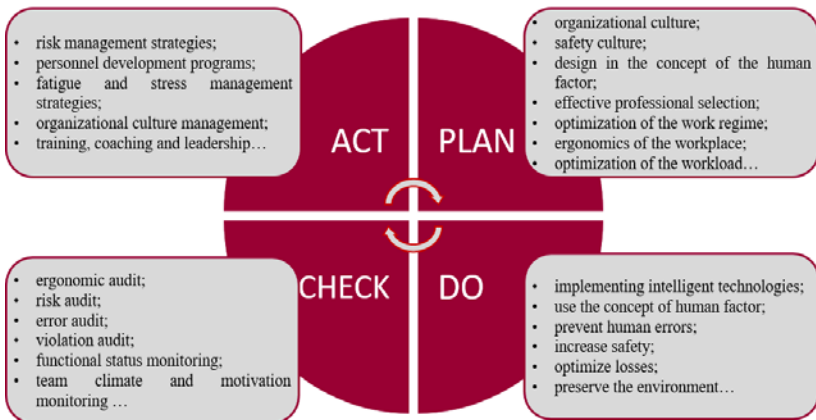 • risk management strategies;
• personnel development programs;
• fatigue and stress management
strategies;
• organizational culture management;
• training, coaching and leadership…
ACT
PLAN
• organizational culture;
• safety culture;
• design in the concept of the human
factor;
• effective professional selection;
• optimization of the work regime;
• ergonomics of the workplace;
• optimization of the workload…
• ergonomic audit;
• risk audit;
• error audit;
• violation audit;
• functional status monitoring;
• team climate and motivation
monitoring …
CHECK
DO
• implementing intelligent technologies;
• use the concept of human factor;
• prevent human errors;
• increase safety;
• optimize losses;
• preserve the environment…